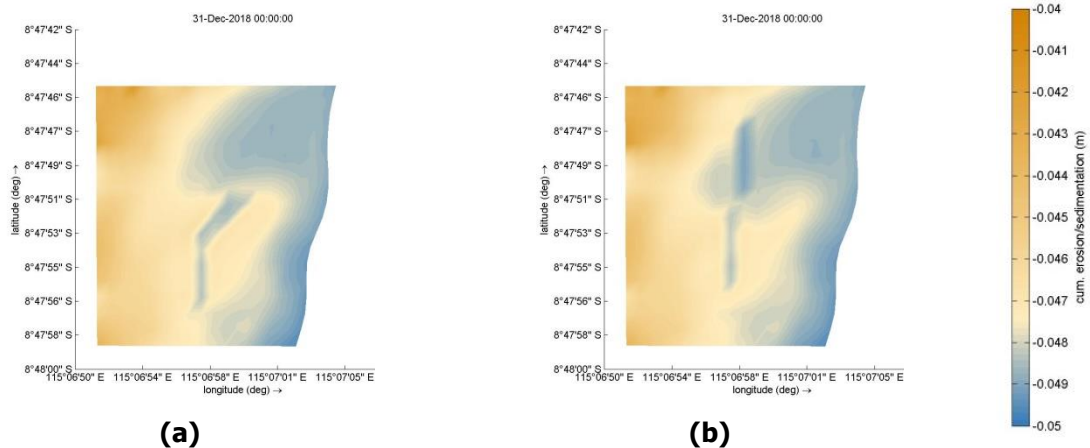 31-Dec-2018 00:00:00
8°47'42" S
8°47'44" S
8°47'46" S
8°47'47" S
8°47'49" S
8°47'51" S
8°47'53" S
8°47'55" S
8°47'56" S
8°47'58" S
8°48'00" S
latitude (deg) →
115°06'50" E 115°06'54" E 115°06'58" E 115°07'01" E 115°07'05" E
longitude (deg) →
(a)
31-Dec-2018 00:00:00
8°47'42" S
8°47'44" S
8°47'46" S
8°47'47" S
8°47'49" S
8°47'51" S
8°47'53" S
8°47'55" S
8°47'56" S
8°47'58" S
8°48'00" S
latitude (deg) →
115°06'50" E 115°06'54" E 115°06'58" E 115°07'01" E 115°07'05" E
longitude (deg) →
(b)
-0.04
-0.041
-0.042
-0.043
-0.044
-0.045
-0.046
-0.047
-0.048
-0.049
-0.05
cum. erosion/sedimentation (m)